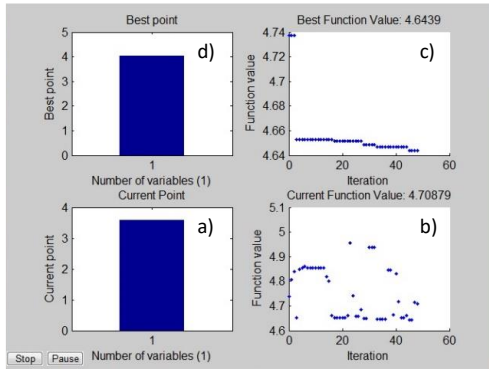 Best point
5
4
3
2
1
0
Best point
d)
1
Number of variables (1)
Best Function Value: 4.6439
4.74
4.72
4.7
4.68
4.66
4.64
Function value
c)
0 20 40 60
Iteration
Current Point
4
3
2
1
0
Current point
a)
1
Number of variables (1)
Current Function Value: 4.70879
5.1
5
4.9
4.8
4.7
4.6
Function value
b)
0 20 40 60
Iteration
Stop Pause